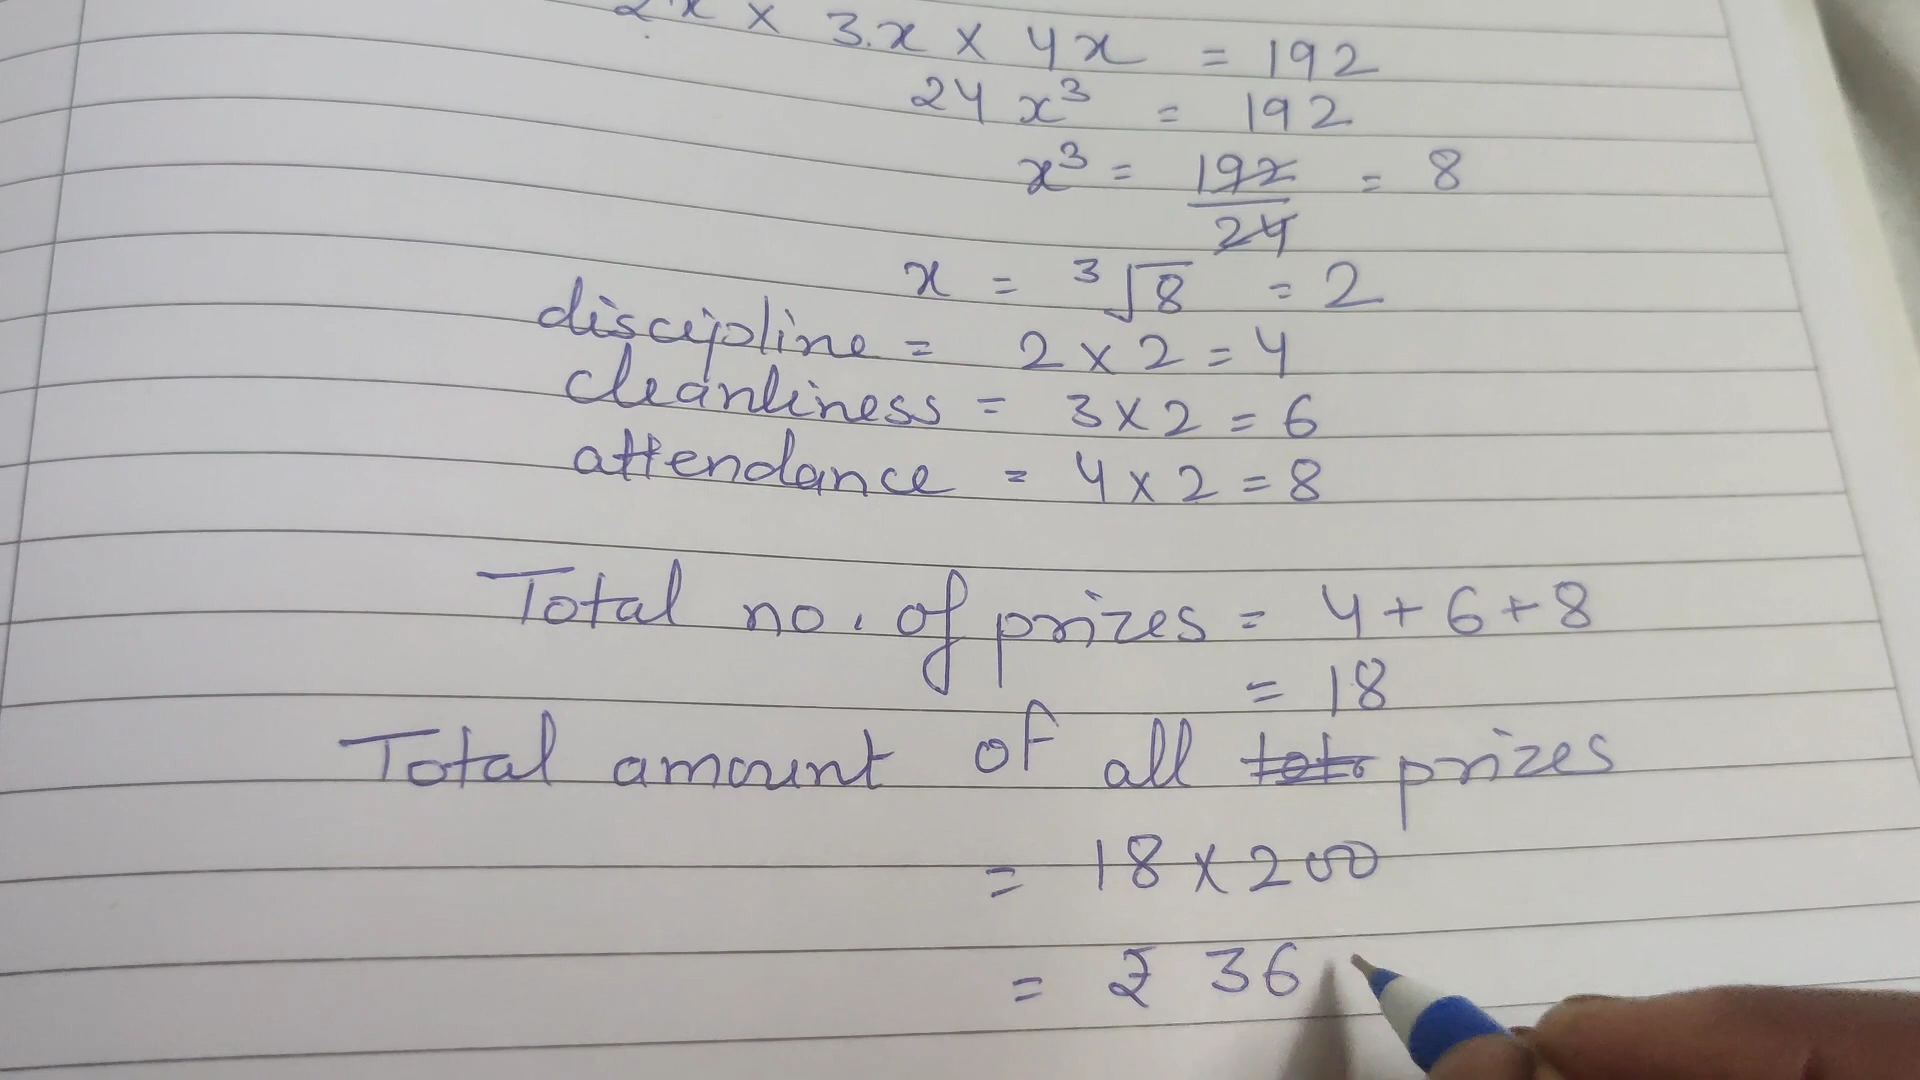 2x × 3.x × 4x = 192
24 x³ = 192
x³ = 192/24 = 8
x = ³√8 = 2
discipline = 2 × 2 = 4
cleanliness = 3 × 2 = 6
attendance = 4 × 2 = 8
Total no. of prizes = 4 + 6 + 8
= 18
Total amount of all tot. prizes
= 18 × 200
= ₹ 36